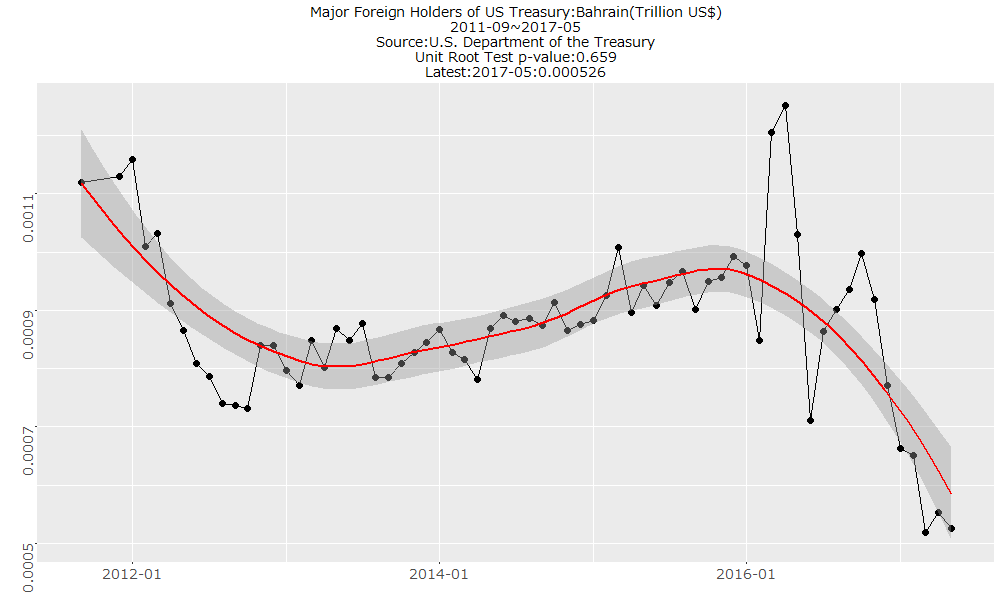 Major Foreign Holders of US Treasury:Bahrain(Trillion US$)
2011-09~2017-05
Source:U.S. Department of the Treasury
Unit Root Test p-value:0.659
Latest:2017-05:0.000526
0.0011
0.0009
0.0007
0.0005
2012-01
2014-01
2016-01